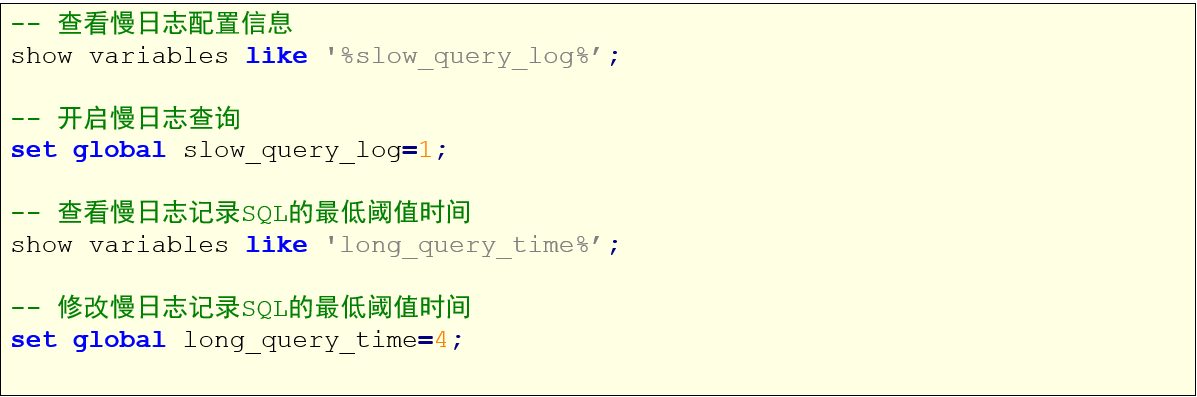 -- 查看慢日志配置信息
show variables like '%slow_query_log%’;
-- 开启慢日志查询
set global slow_query_log=1;
-- 查看慢日志记录SQL的最低阈值时间
show variables like 'long_query_time%’;
-- 修改慢日志记录SQL的最低阈值时间
set global long_query_time=4;